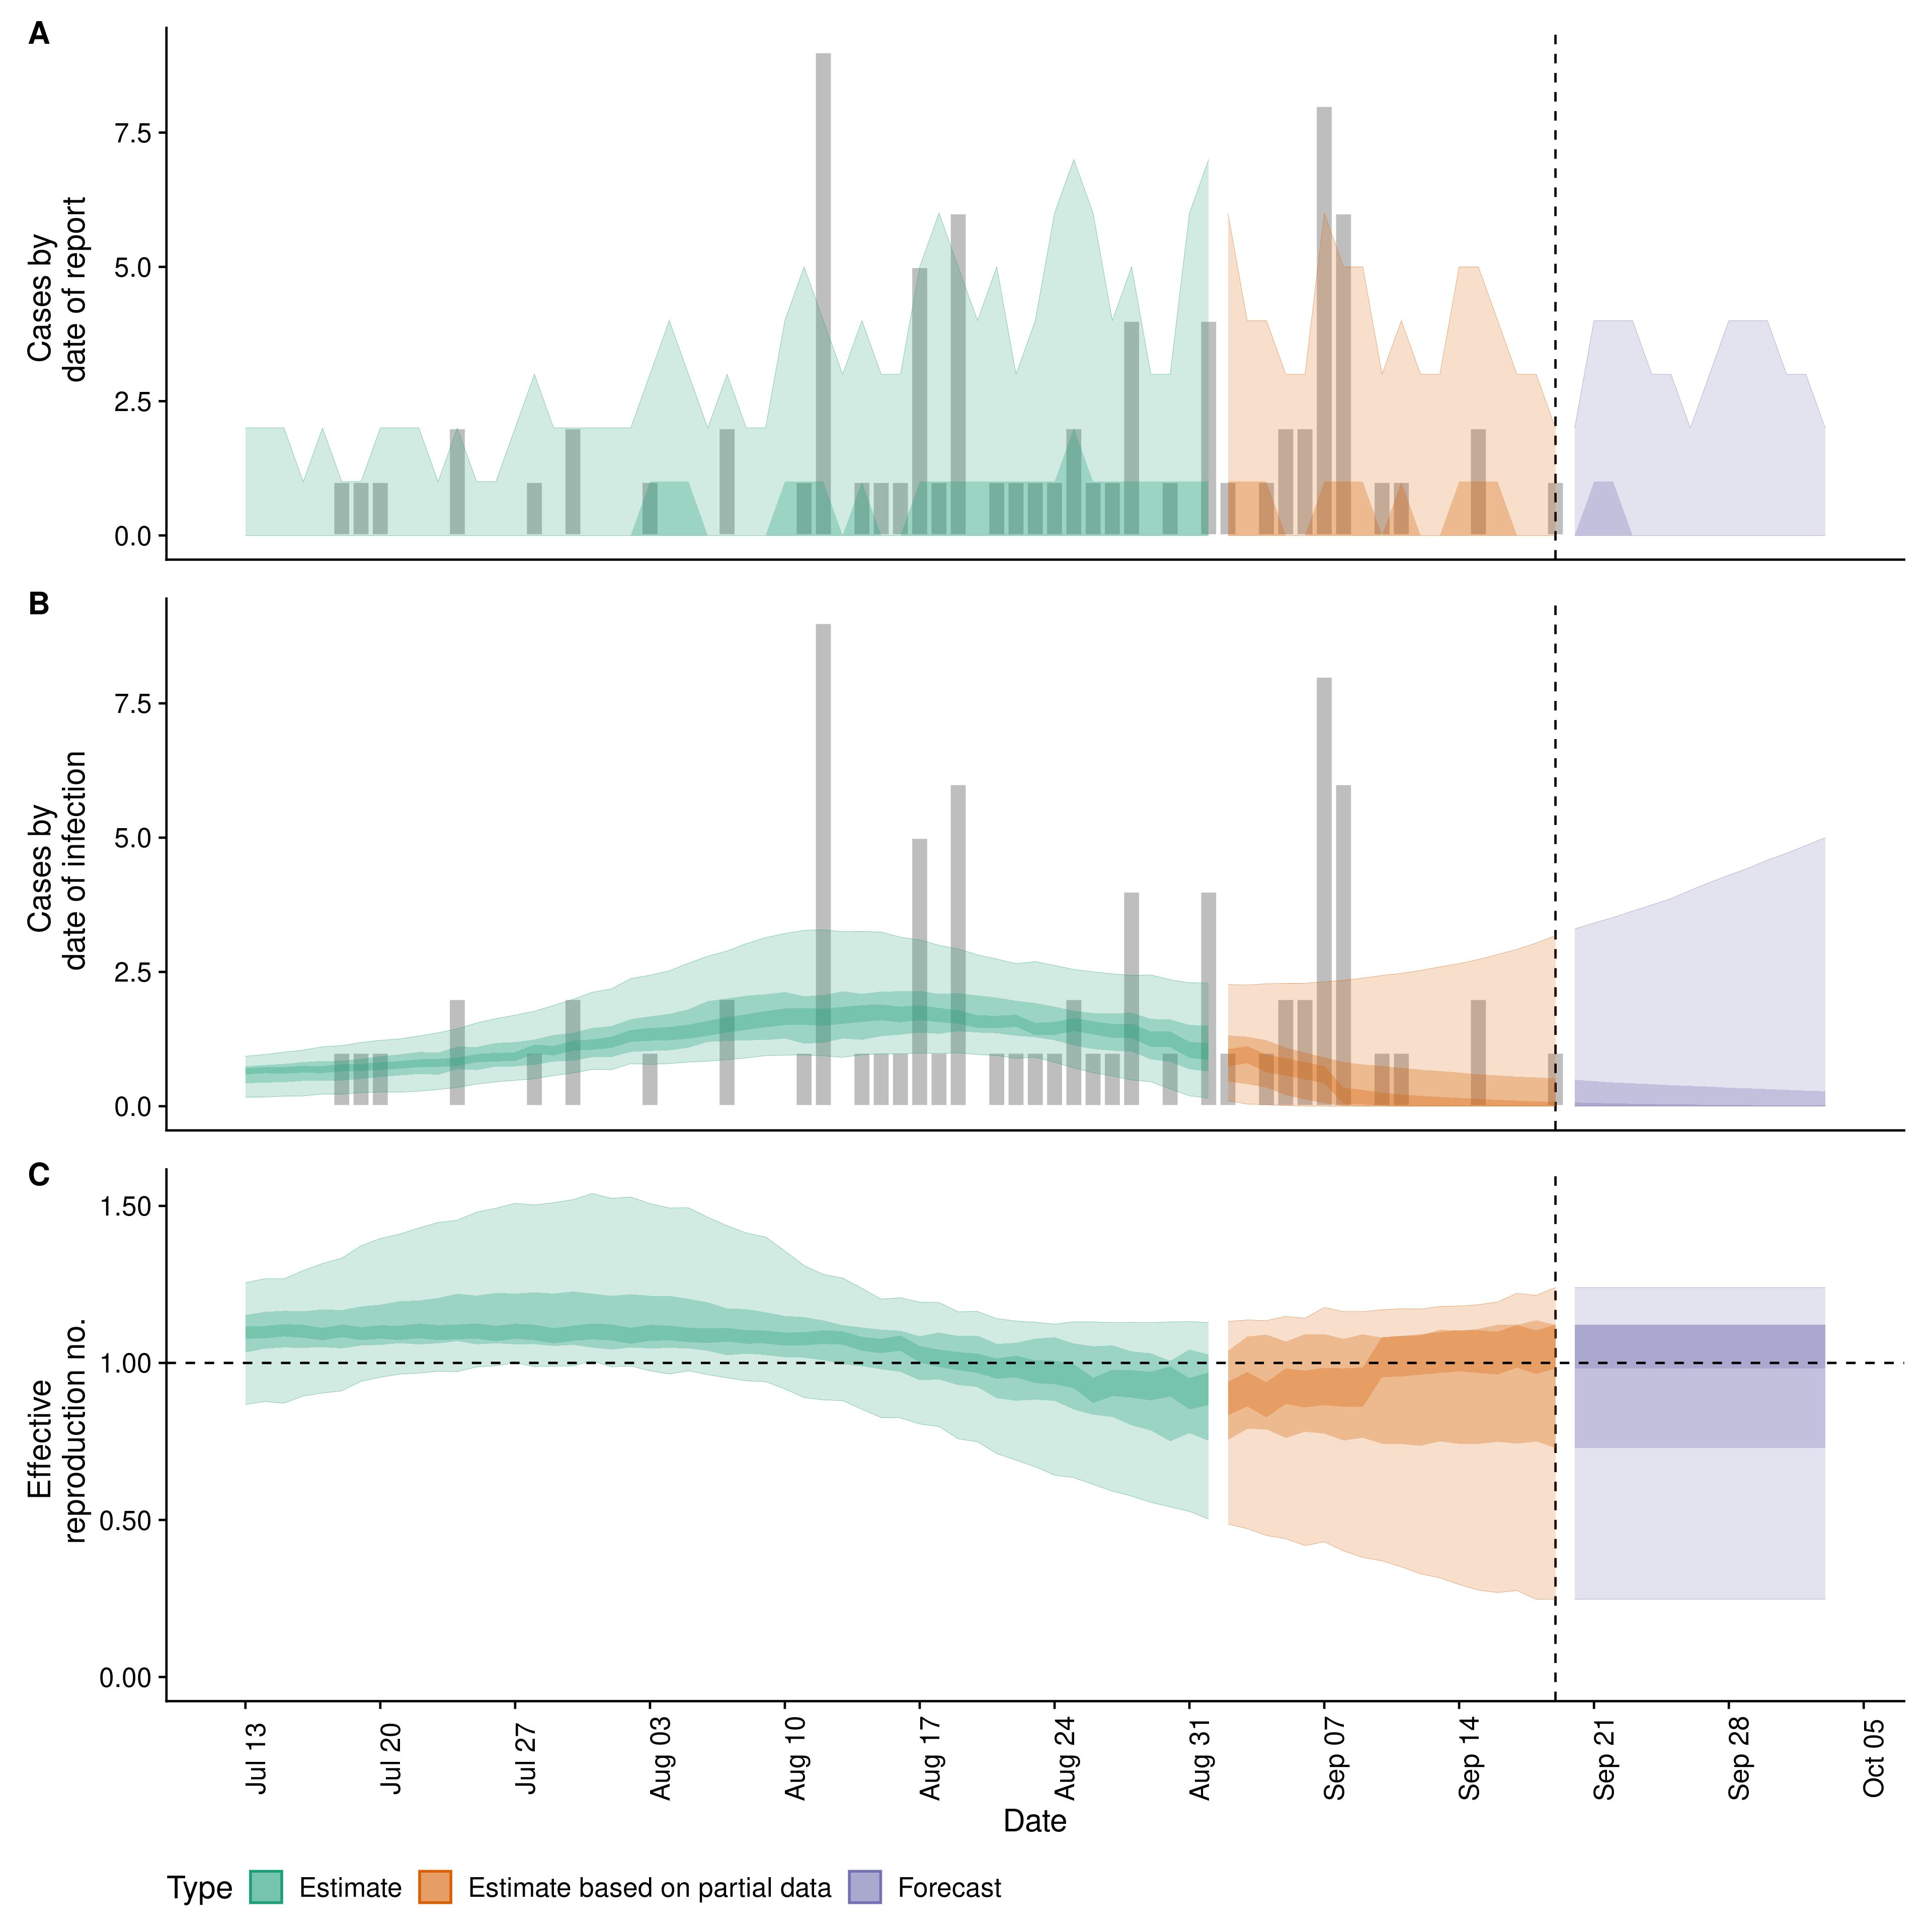 A
Cases by
date of report
7.5
5.0
2.5
0.0
B
Cases by
date of infection
7.5
5.0
2.5
0.0
C
Effective
reproduction no.
1.50
1.00
0.50
0.00
Jul 13
Jul 20
Jul 27
Aug 03
Aug 10
Aug 17
Aug 24
Aug 31
Sep 07
Sep 14
Sep 21
Sep 28
Oct 05
Date
Type
Estimate
Estimate based on partial data
Forecast